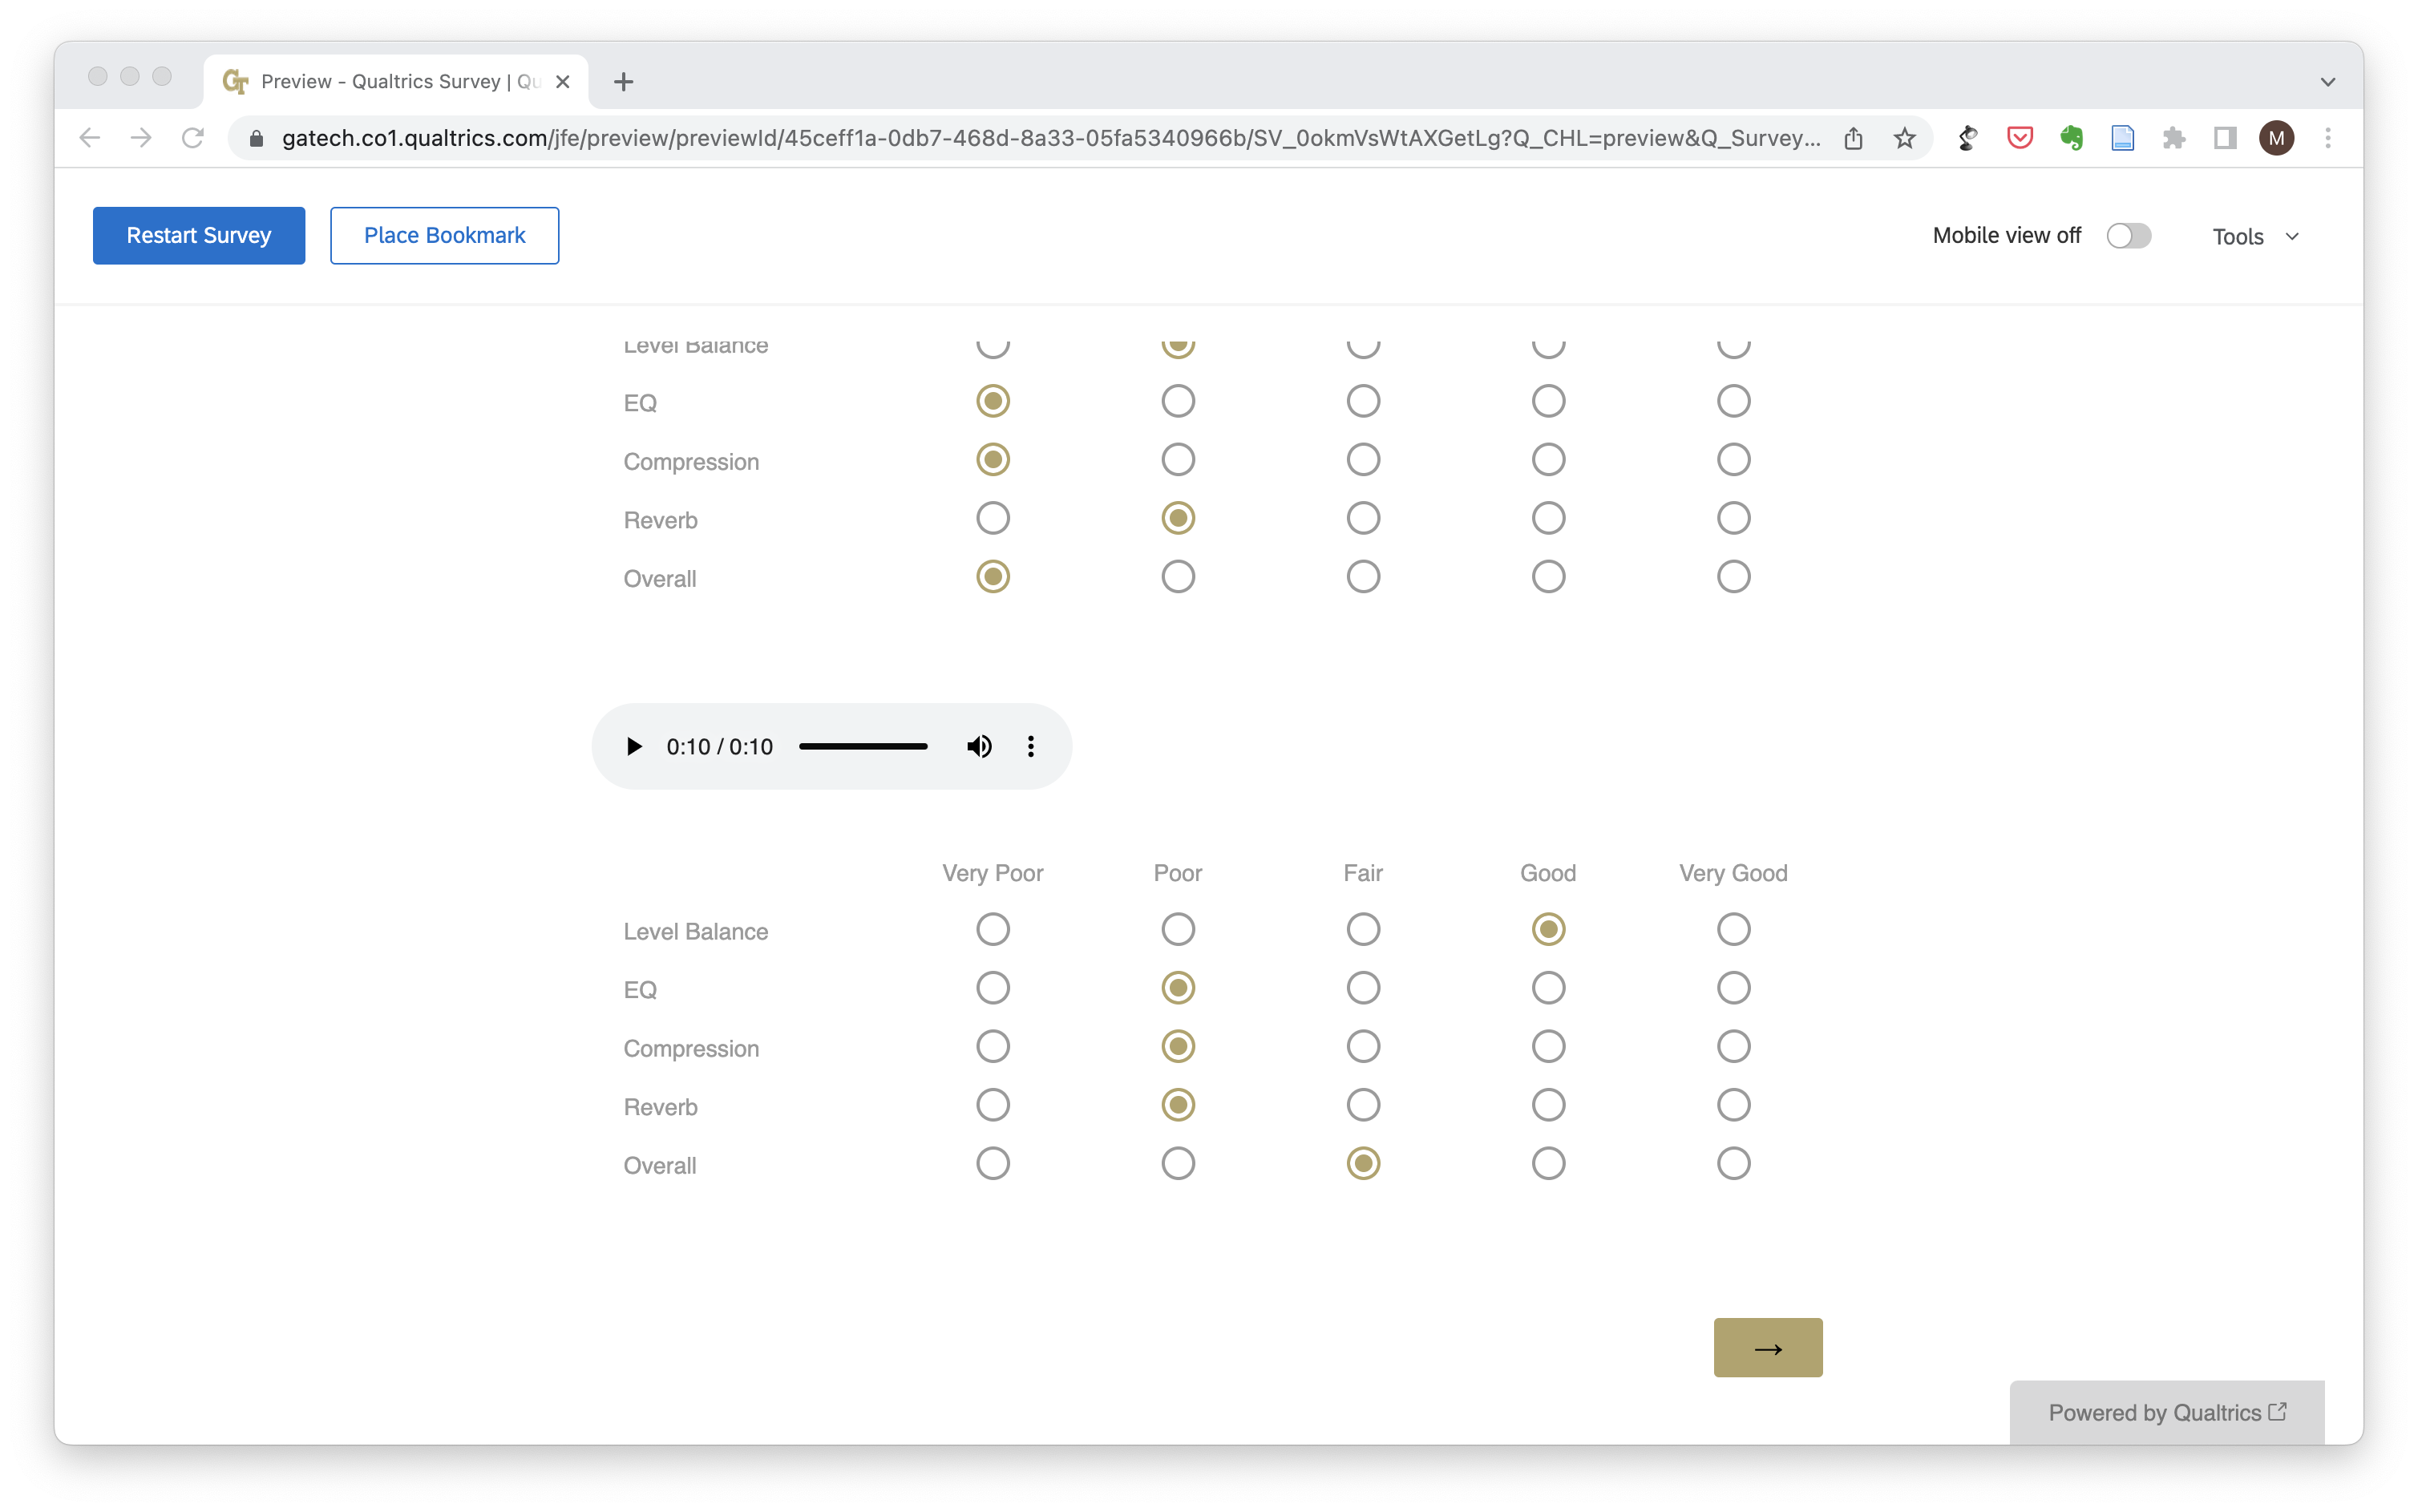 Preview - Qualtrics Survey | Qu
gatech.co1.qualtrics.com/jfe/preview/previewId/45ceff1a-0db7-468d-8a33-05fa5340966b/SV_0okmVsWtAXGetLg?Q_CHL=preview&Q_Survey...
M
Restart Survey
Place Bookmark
Mobile view off
Tools
Level Balance
EQ
Compression
Reverb
Overall
0:10 / 0:10
Very Poor Poor Fair Good Very Good
Level Balance
EQ
Compression
Reverb
Overall
→
Powered by Qualtrics